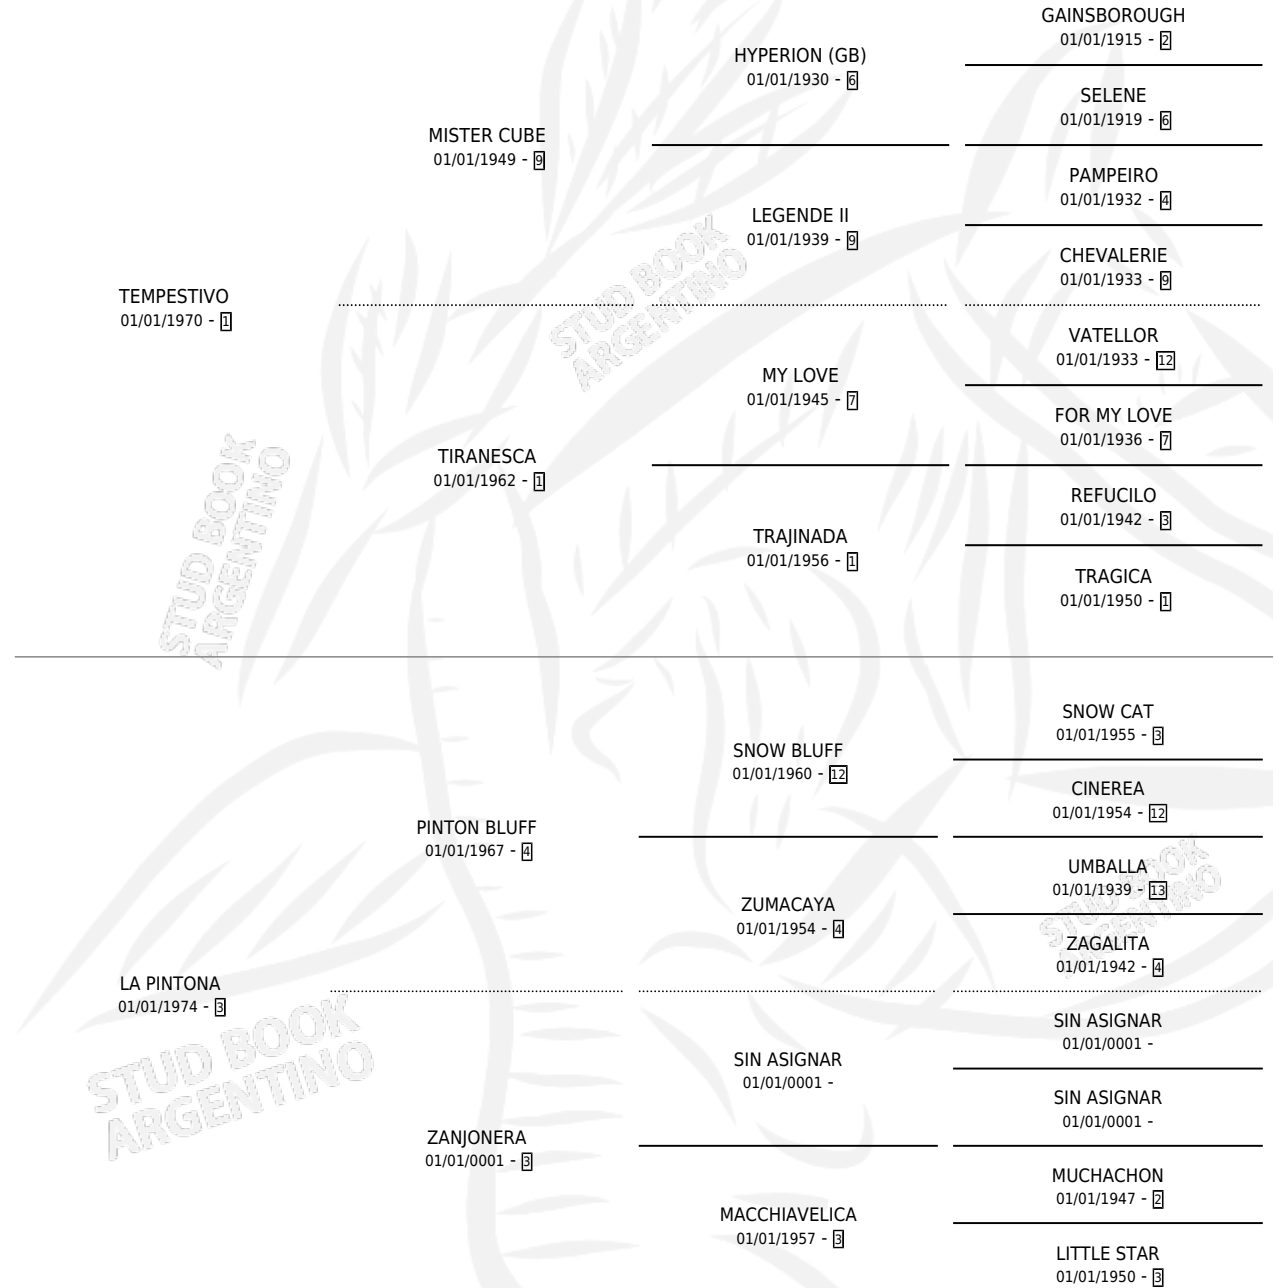 GAINSBOROUGH
01/01/1915 - 2
HYPERION (GB)
01/01/1930 - 6
SELENE
01/01/1919 - 6
MISTER CUBE
01/01/1949 - 9
PAMPEIRO
01/01/1932 - 4
LEGENDE II
01/01/1939 - 9
CHEVALERIE
01/01/1933 - 9
TEMPESTIVO
01/01/1970 - 1
VATELLOR
01/01/1933 - 12
MY LOVE
01/01/1945 - 7
FOR MY LOVE
01/01/1936 - 7
TIRANESCA
01/01/1962 - 1
REFUCILO
01/01/1942 - 3
TRAJINADA
01/01/1956 - 1
TRAGICA
01/01/1950 - 1
STUD BOOK
ARGENTINO
STUD BOOK
ARGENTINO
SNOW CAT
01/01/1955 - 3
SNOW BLUFF
01/01/1960 - 12
CINEREA
01/01/1954 - 12
PINTON BLUFF
01/01/1967 - 4
UMBALLA
01/01/1939 - 13
ZUMACAYA
01/01/1954 - 4
ZAGALITA
01/01/1942 - 4
LA PINTONA
01/01/1974 - 3
SIN ASIGNAR
01/01/0001 -
SIN ASIGNAR
01/01/0001 -
SIN ASIGNAR
01/01/0001 -
ZANJONERA
01/01/0001 - 3
MUCHACHON
01/01/1947 - 2
MACCHIAVELICA
01/01/1957 - 3
LITTLE STAR
01/01/1950 - 3
STUD BOOK
ARGENTINO
STUD BOOK
ARGENTINO